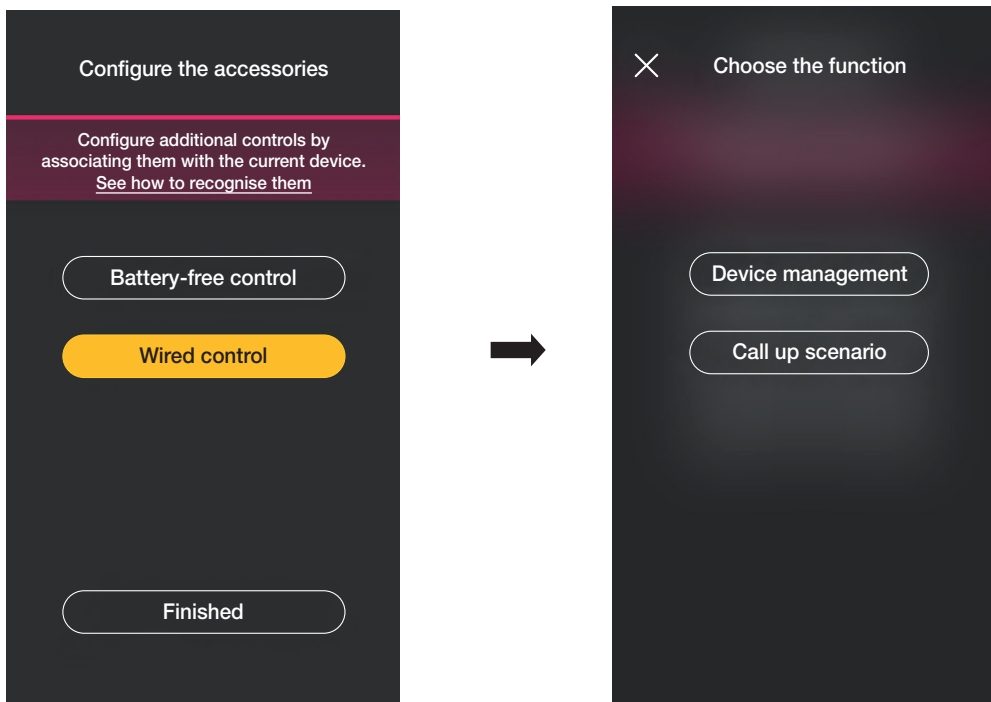 Configure the accessories
Configure additional controls by
associating them with the current device.
See how to recognise them
Battery-free control
Wired control
Finished
Choose the function
Device management
Call up scenario